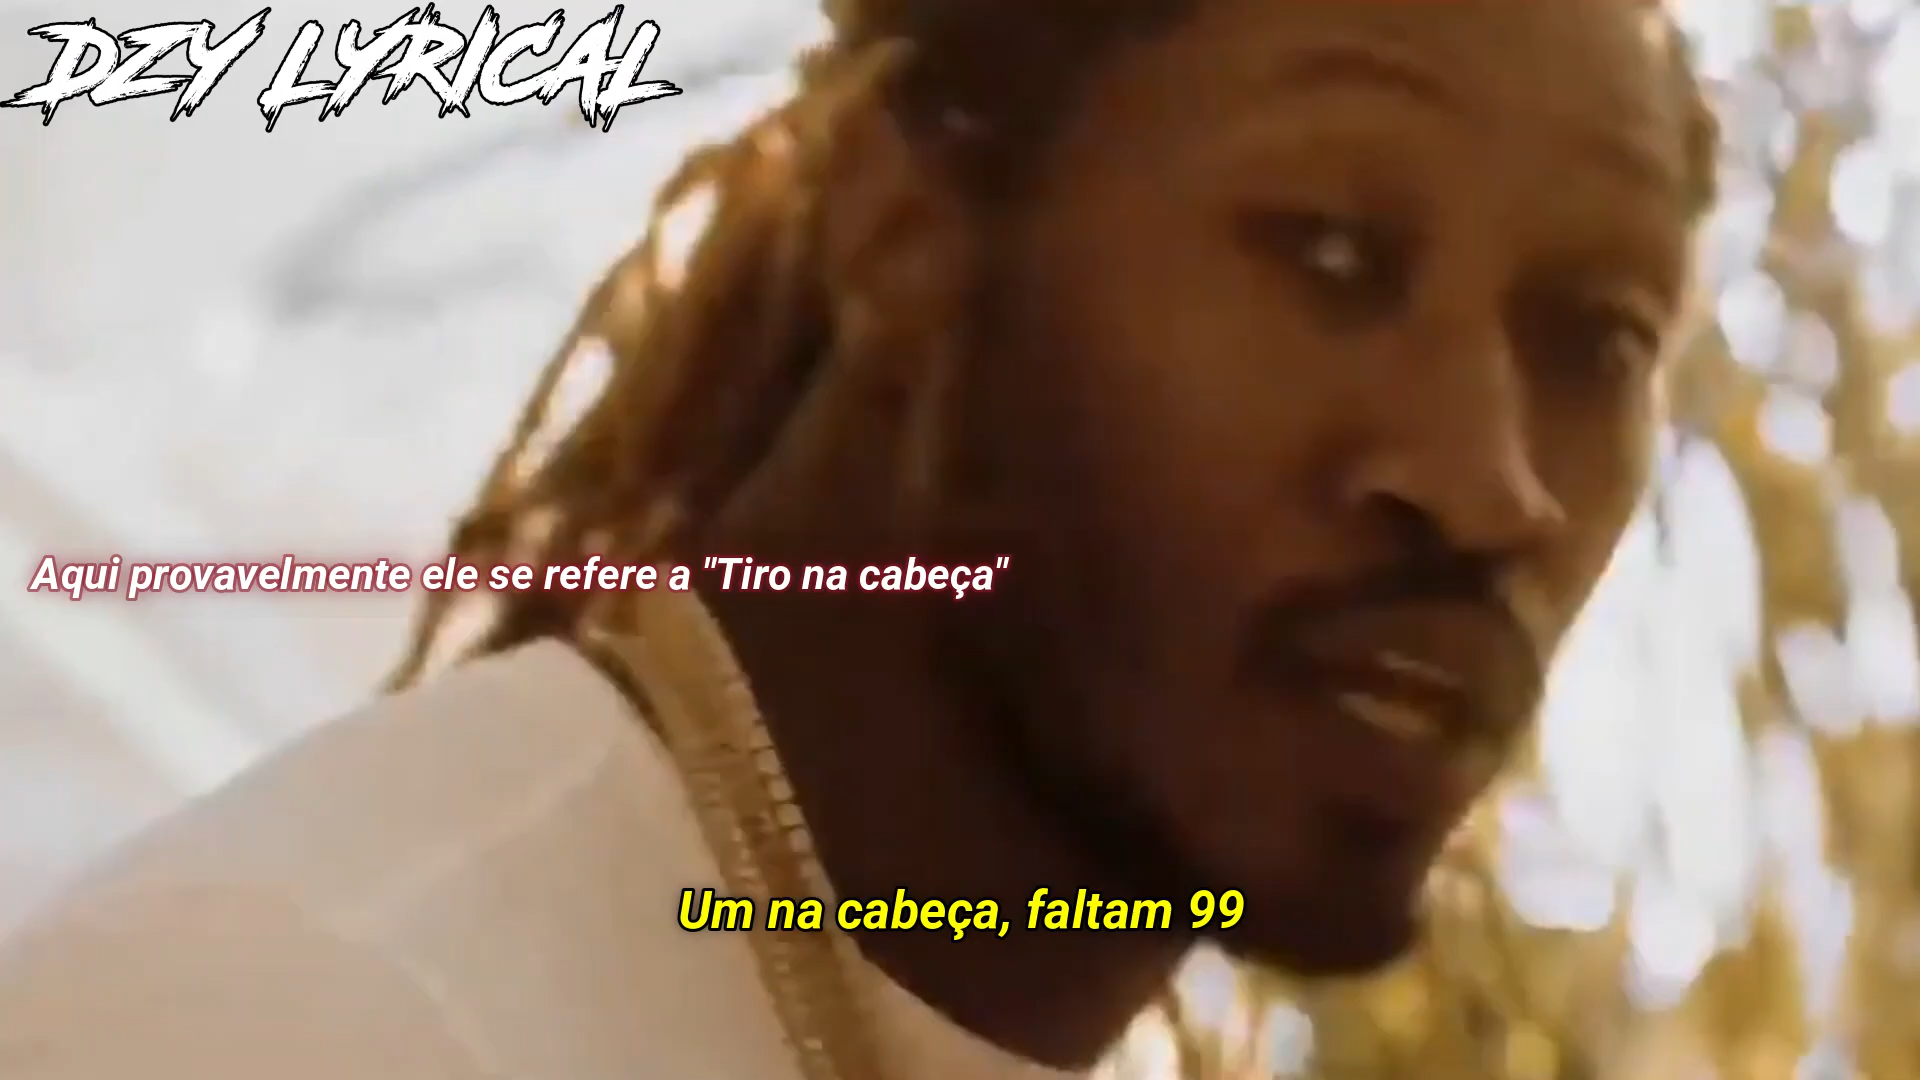 DZY LYRICAL
Aqui provavelmente ele se refere a "Tiro na cabeça"
Um na cabeça, faltam 99